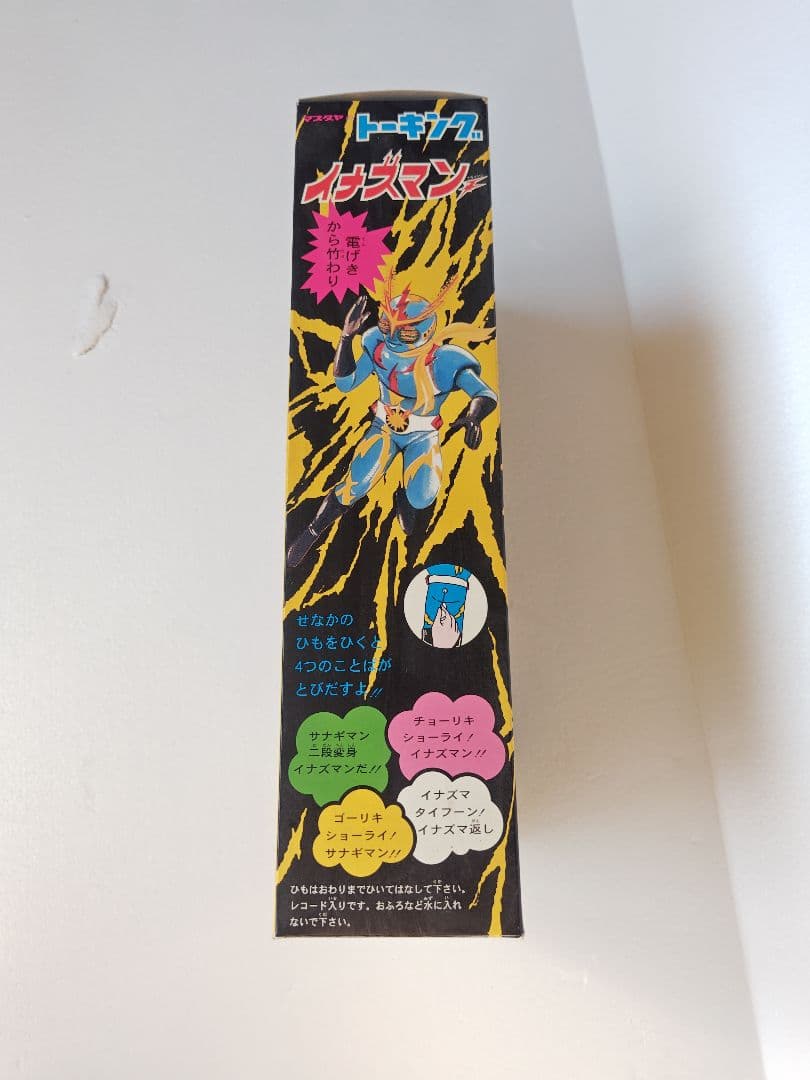 マスダヤ
トーキング
イナズマン
電げき
から竹わり
せなかの
ひもをひくと
4つのことばが
とびだすよ!!
サナギマン
二段変身
イナズマンだ!!
チョーリキ
ショーライ!
イナズマン!!
ゴーリキ
ショーライ!
サナギマン!!
イナズマ
タイフーン!
イナズマ返し
ひもはおわりまでひいてはなして下さい。
レコード入りです。おふろなど水に入れ
ないで下さい。